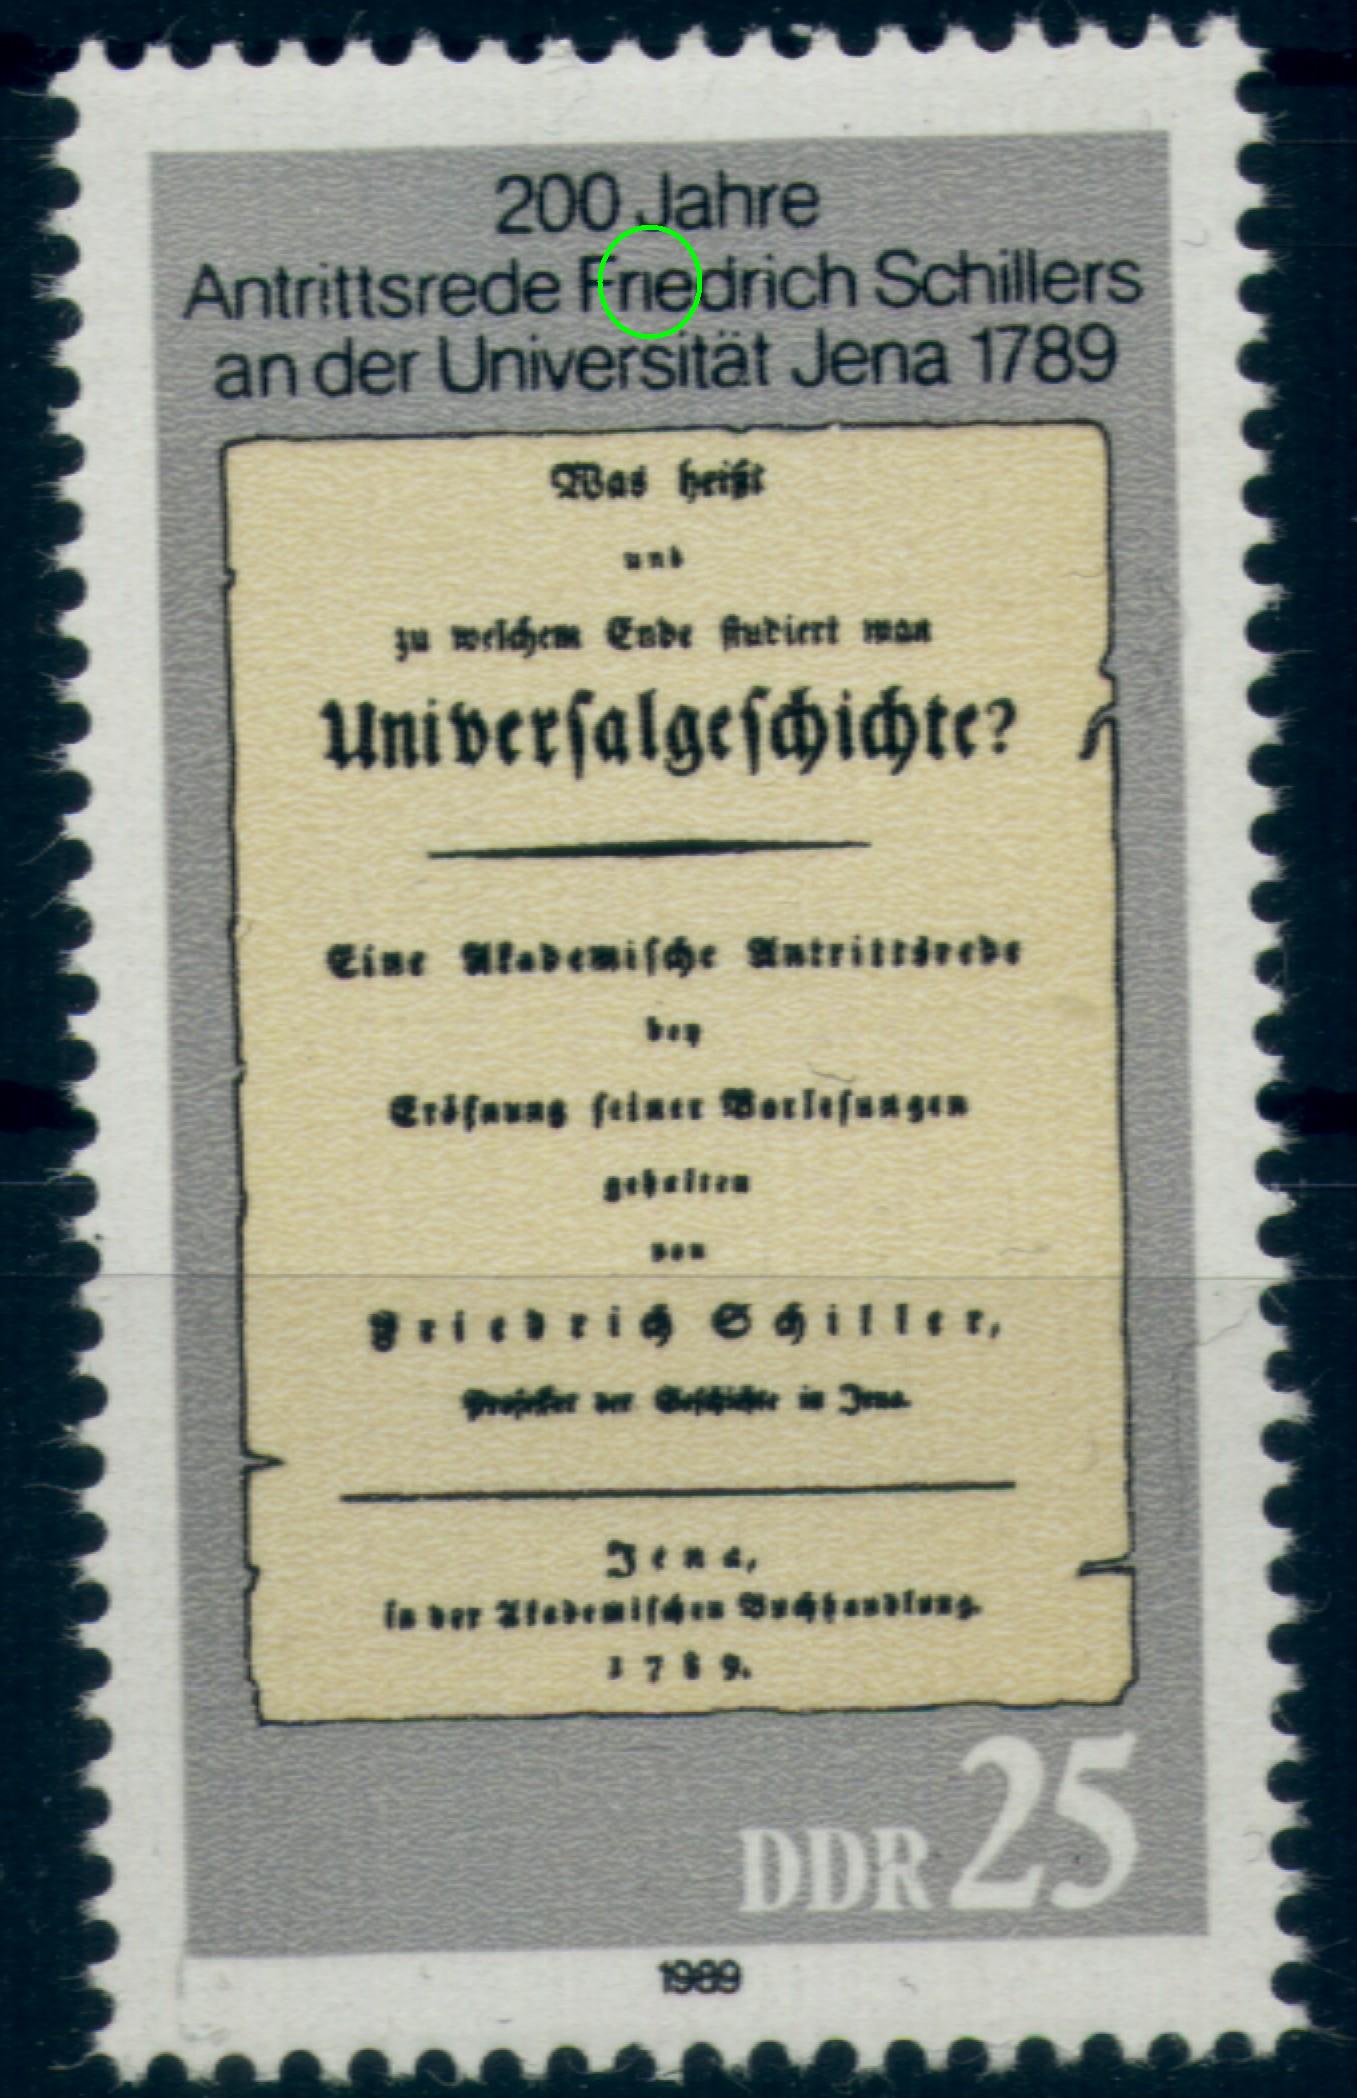 200 Jahre
Antrittsrede Friedrich Schillers
an der Universität Jena 1789
Was heißt
und
zu welchem Ende ſtudiert man
Univerſalgeſchichte?
Eine Akademiſche Antrittsrede
bey
Eröfnung ſeiner Vorleſungen
gehalten
von
Friedrich Schiller,
Profeſſor der Geſchichte in Jena.
Jena,
in der Akademiſchen Buchhandlung.
1789.
DDR 25
1989